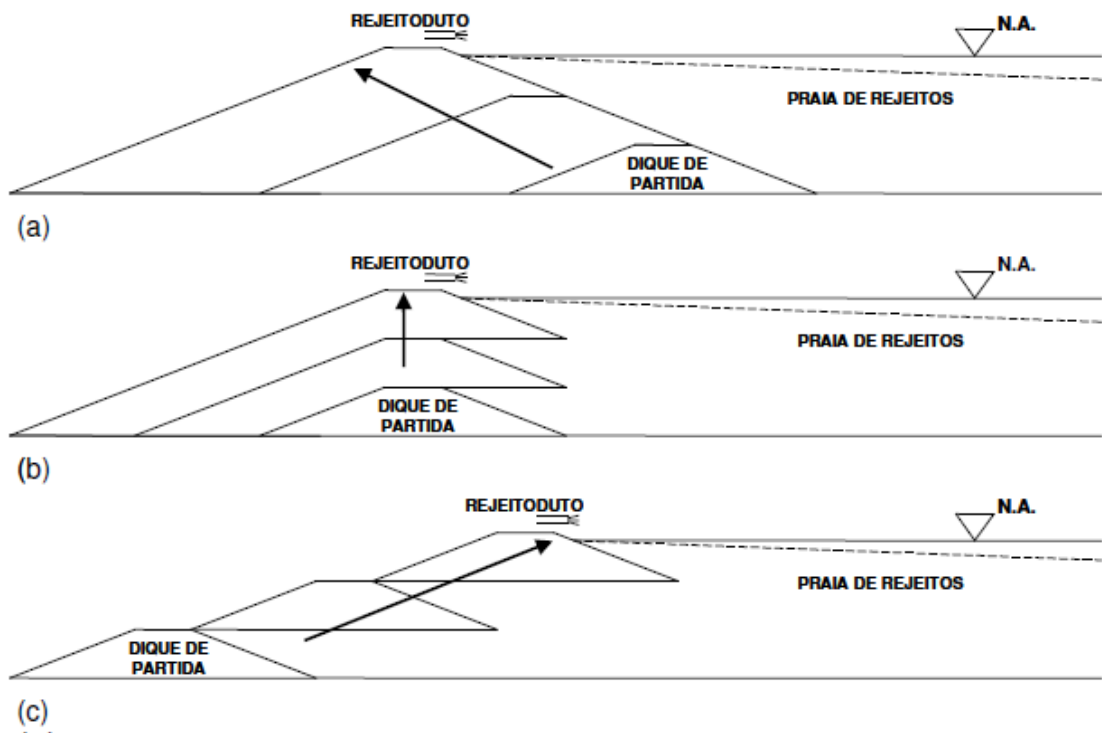 REJEITODUTO
N.A.
PRAIA DE REJEITOS
DIQUE DE
PARTIDA
(a)
REJEITODUTO
N.A.
PRAIA DE REJEITOS
DIQUE DE
PARTIDA
(b)
REJEITODUTO
N.A.
PRAIA DE REJEITOS
DIQUE DE
PARTIDA
(c)